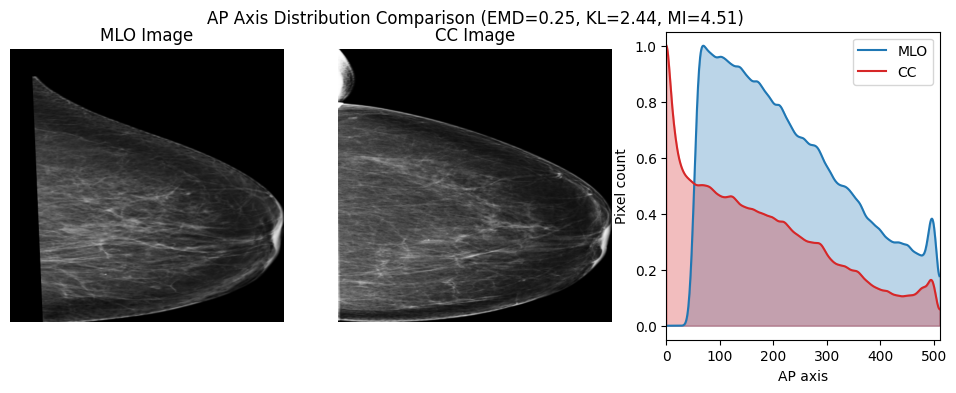 AP Axis Distribution Comparison (EMD=0.25, KL=2.44, MI=4.51)
MLO Image
CC Image
MLO
CC
1.0
0.8
0.6
0.4
0.2
0.0
Pixel count
0 100 200 300 400 500
AP axis